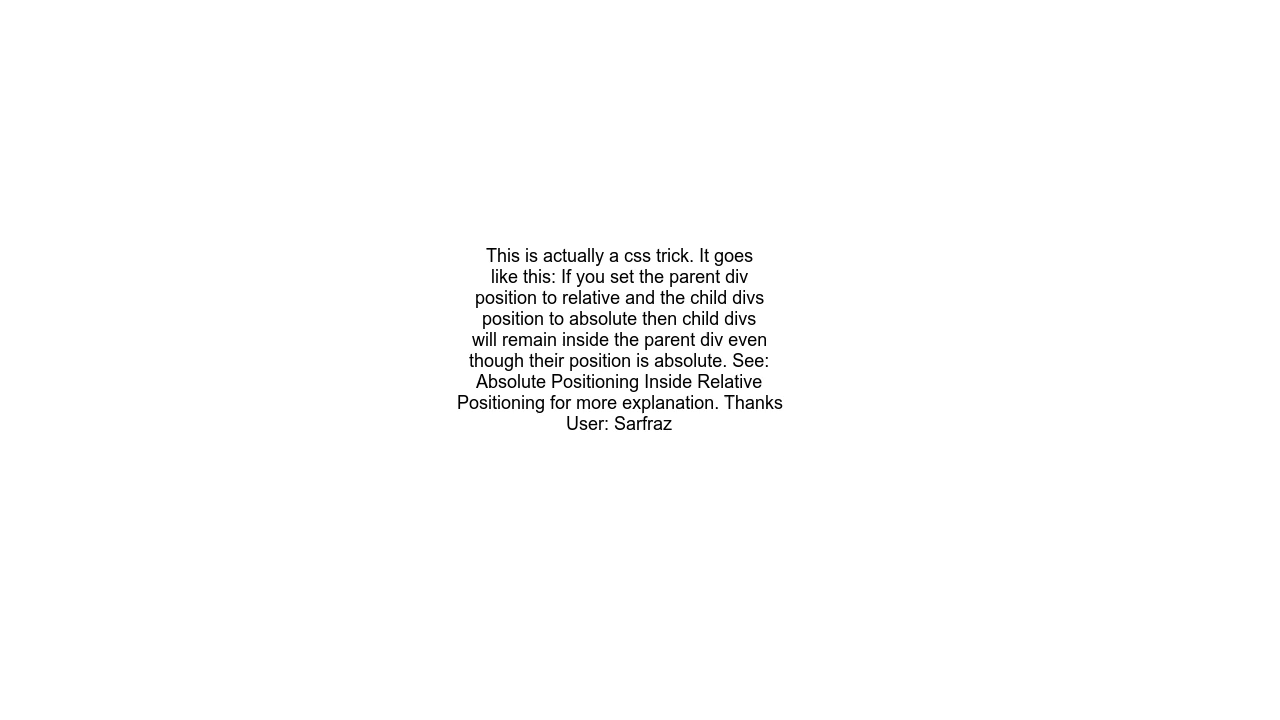 This is actually a css trick. It goes
like this: If you set the parent div
position to relative and the child divs
position to absolute then child divs
will remain inside the parent div even
though their position is absolute. See:
Absolute Positioning Inside Relative
Positioning for more explanation. Thanks
User: Sarfraz